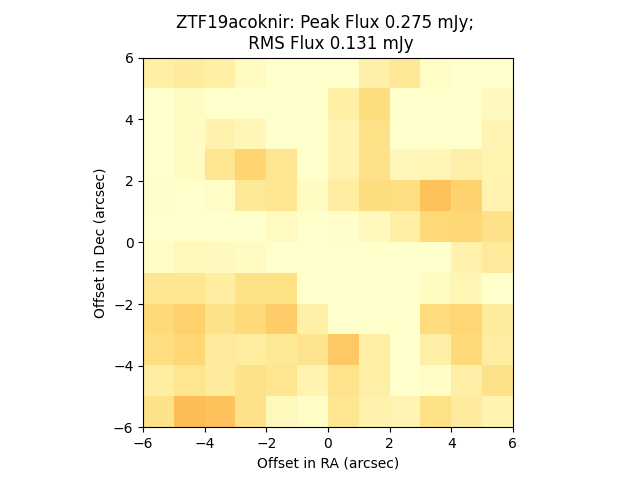 ZTF19acoknir: Peak Flux 0.275 mJy;
RMS Flux 0.131 mJy
6
4
2
0
−2
−4
−6
Offset in Dec (arcsec)
−6 −4 −2 0 2 4 6
Offset in RA (arcsec)